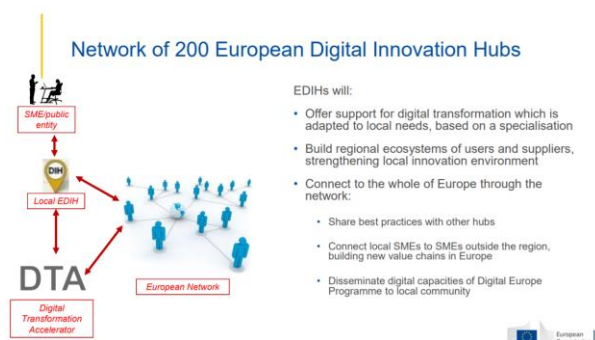 Network of 200 European Digital Innovation Hubs
SME/public
entity
DIH
Local EDIH
DTA
Digital
Transformation
Accelerator
European Network
EDIHs will:
• Offer support for digital transformation which is
adapted to local needs, based on a specialisation
• Build regional ecosystems of users and suppliers,
strengthening local innovation environment
• Connect to the whole of Europe through the
network:
• Share best practices with other hubs
• Connect local SMEs to SMEs outside the region,
building new value chains in Europe
• Disseminate digital capacities of Digital Europe
Programme to local community
European